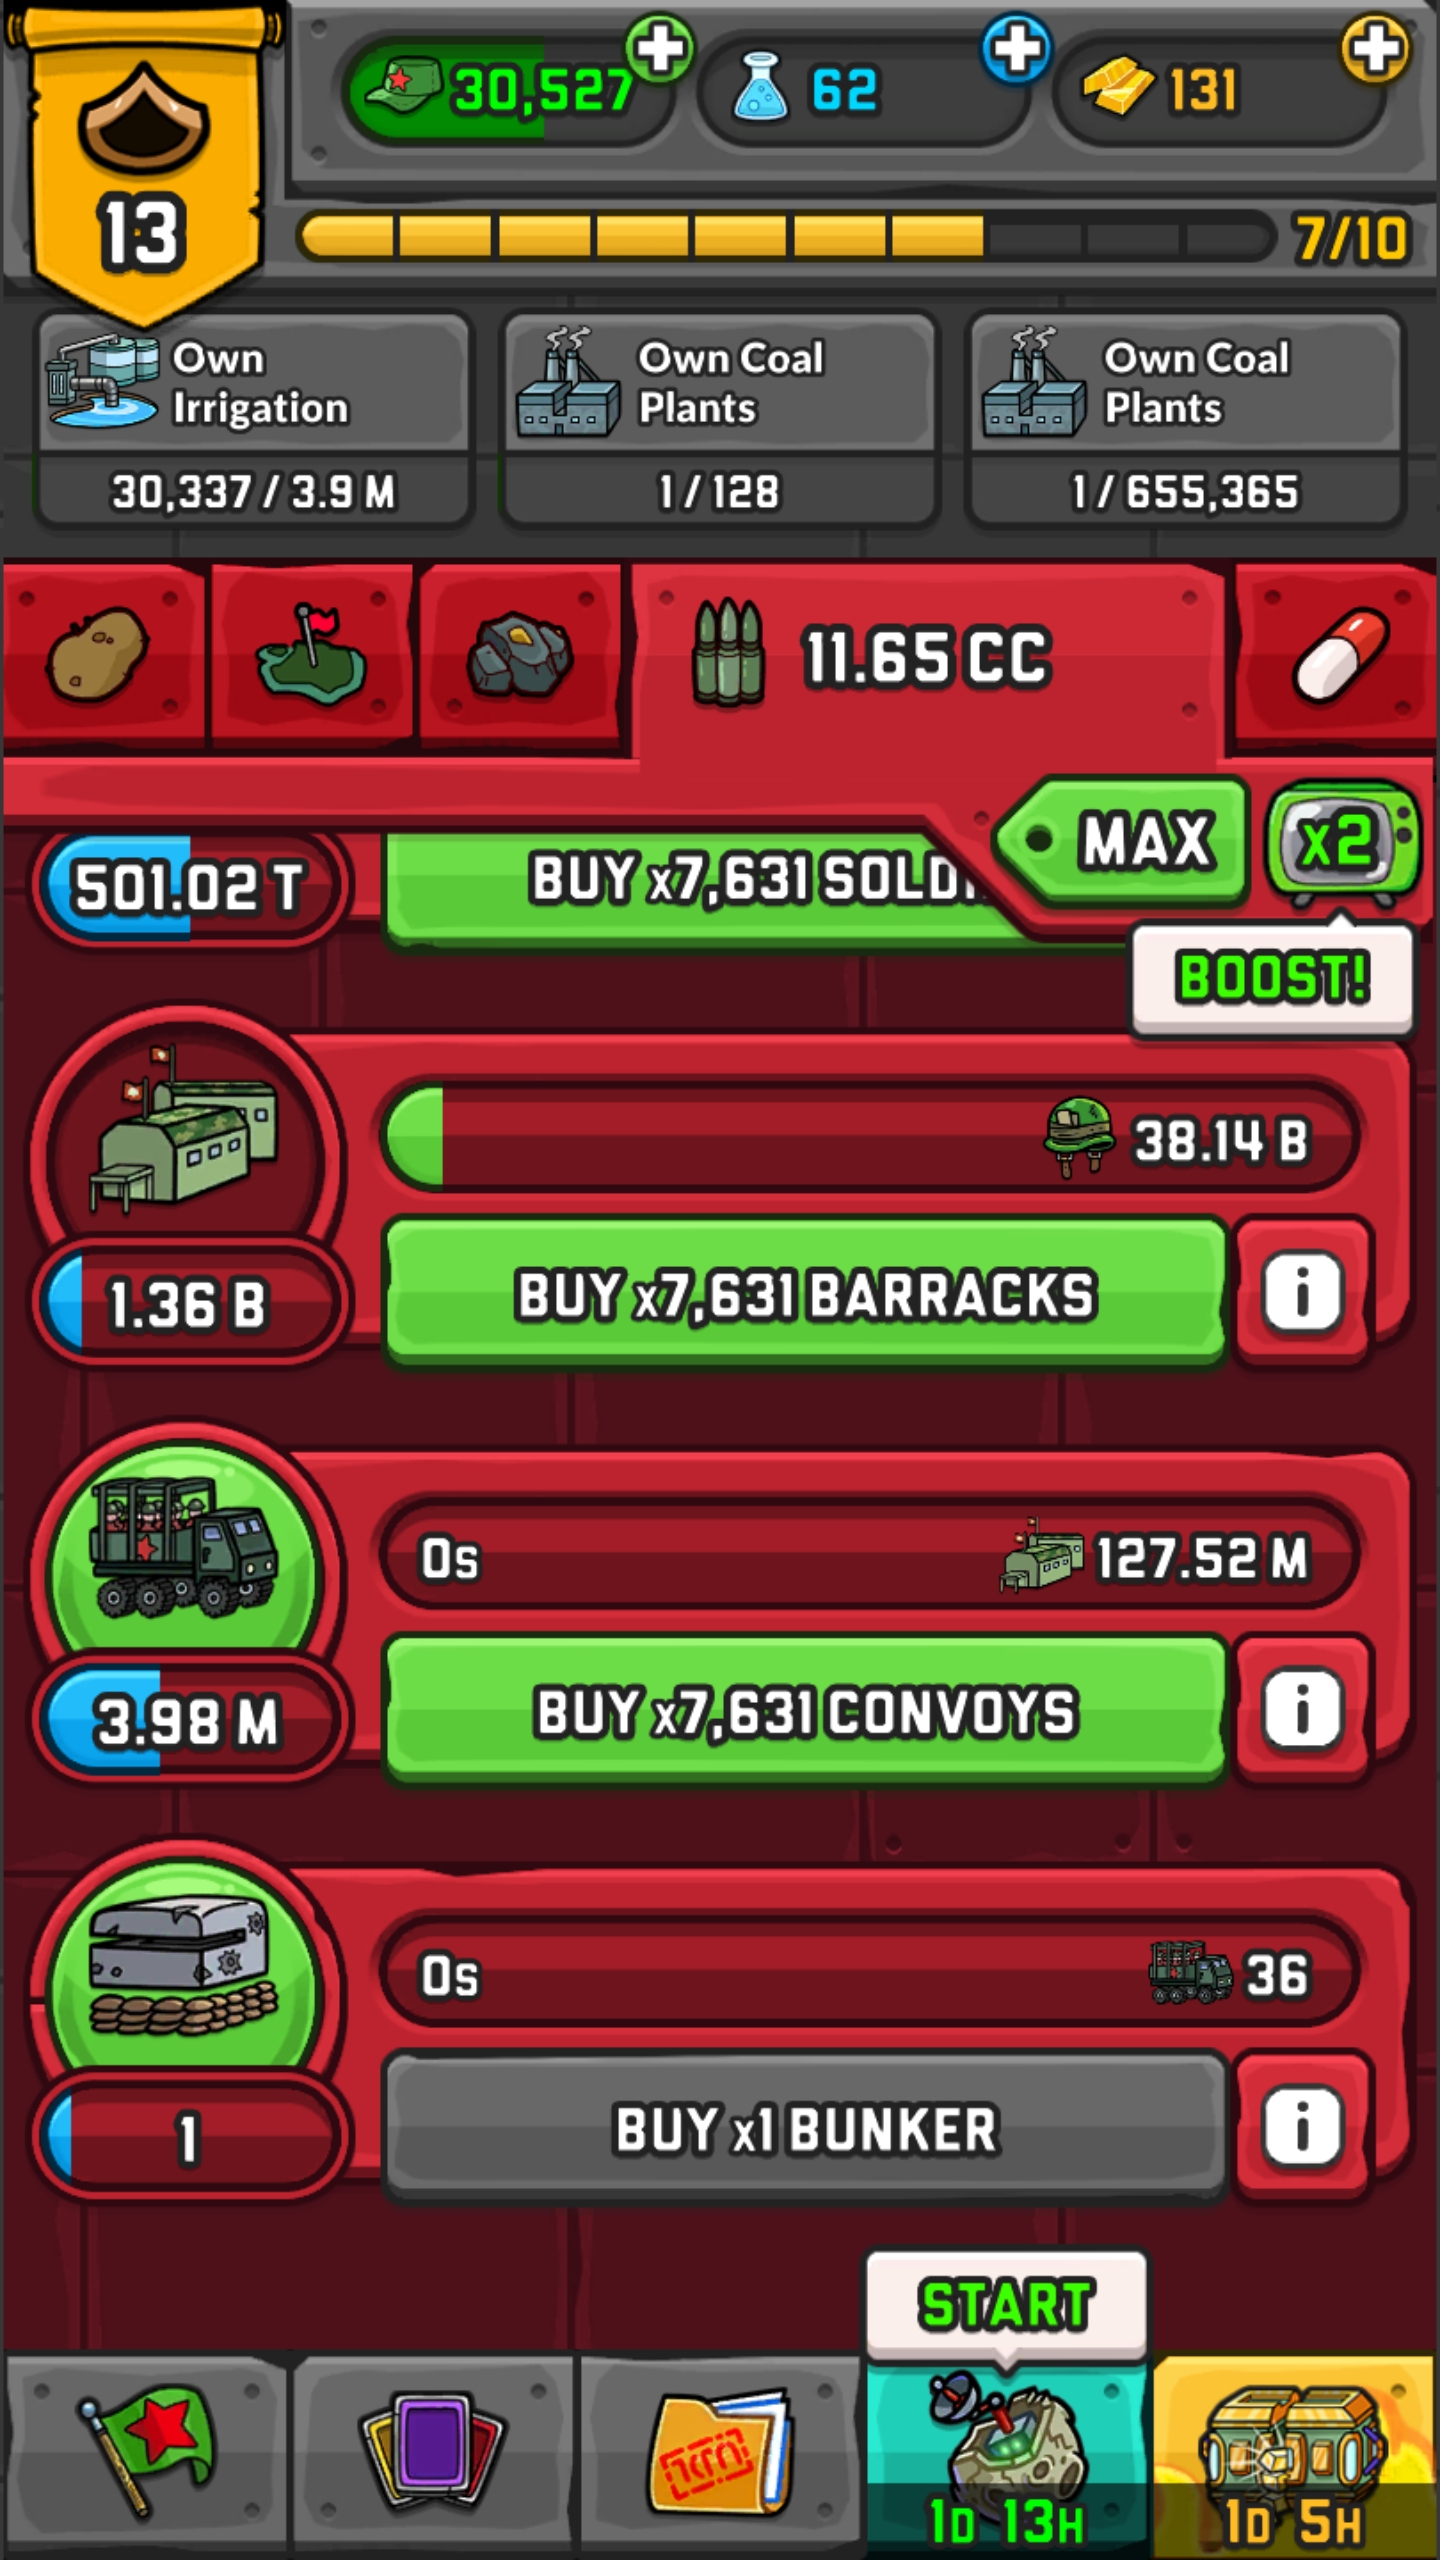 30,527
62
131
13
7/10
Own
Irrigation
30,337 / 3.9 M
Own Coal
Plants
1 / 128
Own Coal
Plants
1 / 655,365
11.65 CC
MAX
x2
501.02 T
BUY x7,631 SOLDI
BOOST!
38.14 B
1.36 B
BUY x7,631 BARRACKS
i
0s
127.52 M
3.98 M
BUY x7,631 CONVOYS
i
0s
36
1
BUY x1 BUNKER
i
START
1D 13H
1D 5H